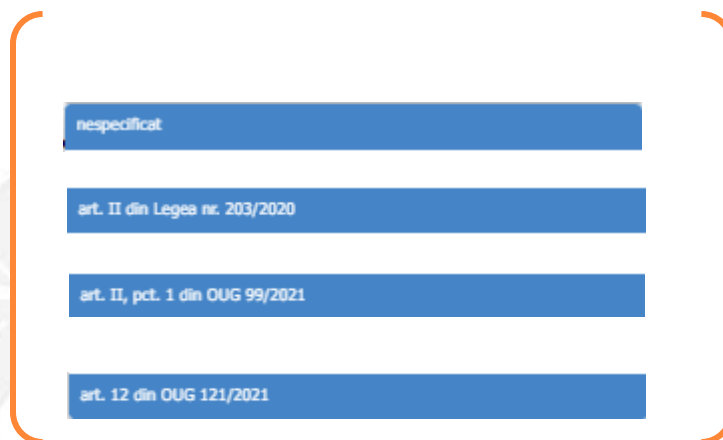 nespecificat
art. II din Legea nr. 203/2020
art. II, pct. 1 din OUG 99/2021
art. 12 din OUG 121/2021